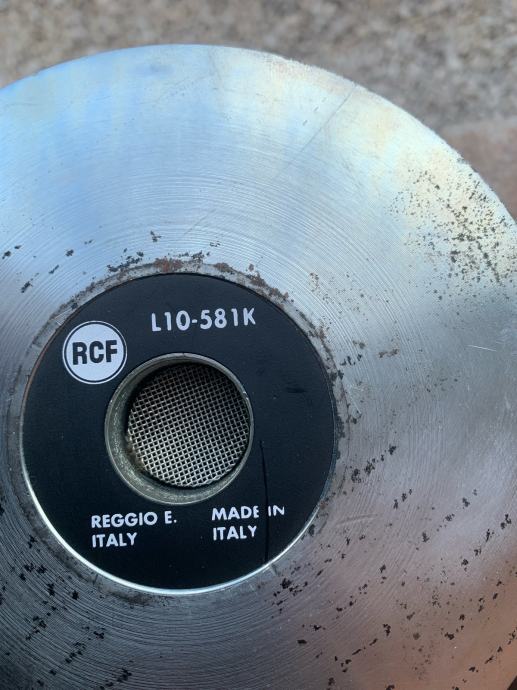 L10-581K
RCF
REGGIO E.
ITALY
MADE IN
ITALY